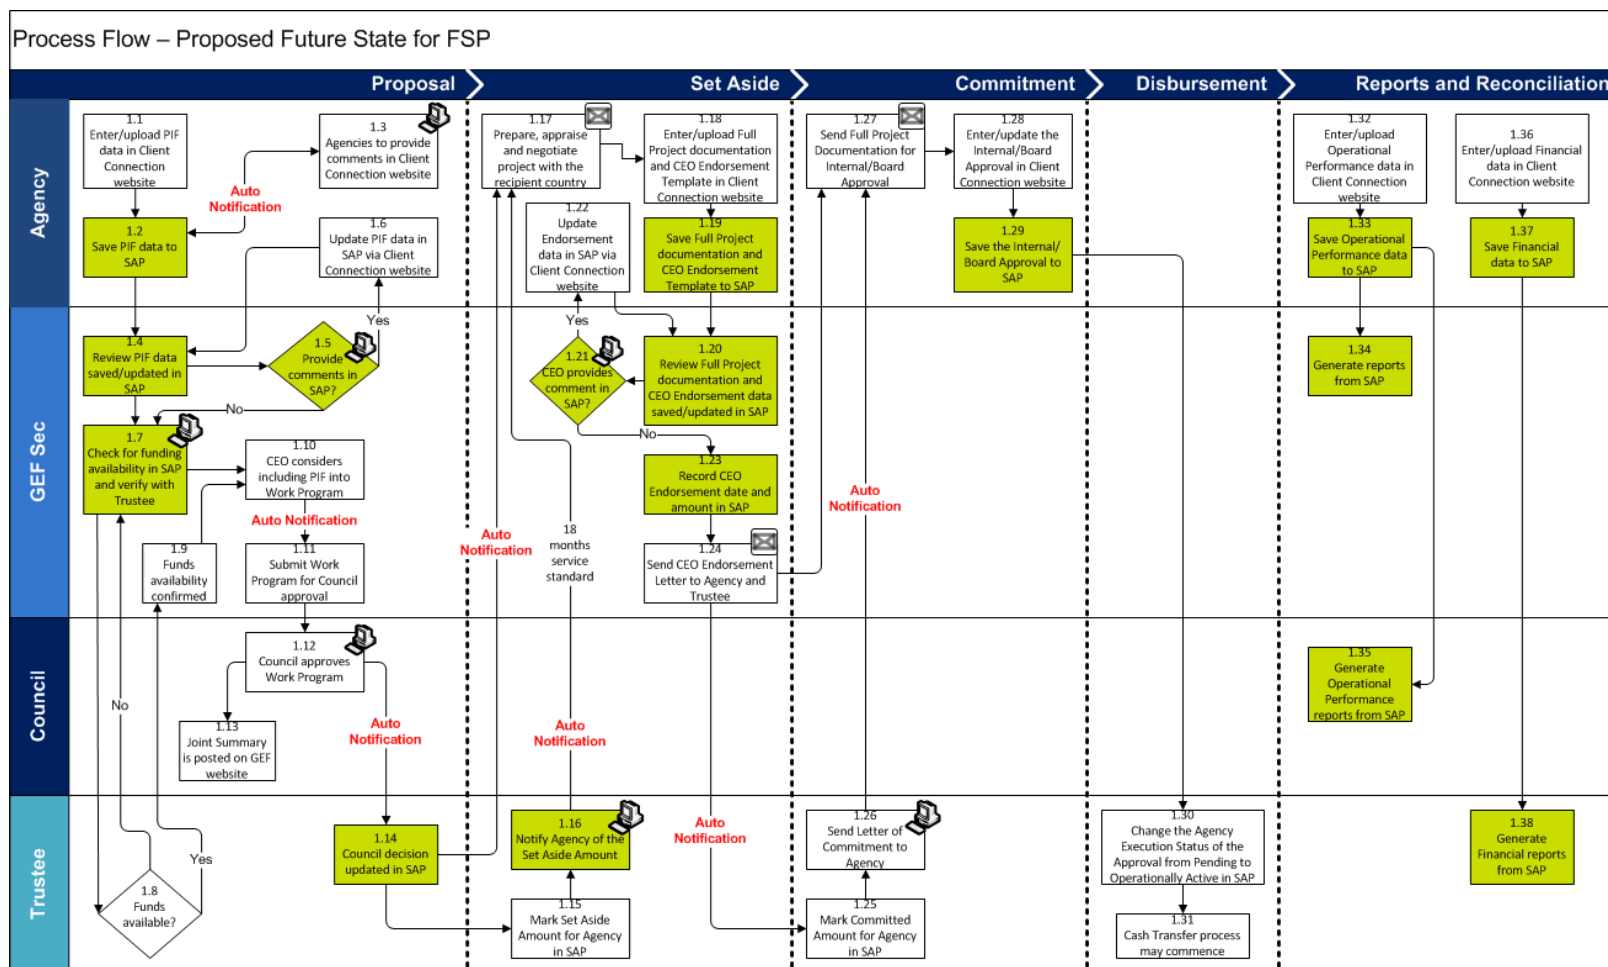 Process Flow – Proposed Future State for FSP
Proposal
Set Aside
Commitment
Disbursement
Reports and Reconciliation
Agency
1.1
Enter/upload PIF
data in Client
Connection
website
1.3
Agencies to provide
comments in Client
Connection website
Auto
Notification
1.2
Save PIF data to
SAP
1.6
Update PIF data in
SAP via Client
Connection website
1.17
Prepare, appraise
and negotiate
project with the
recipient country
1.18
Enter/upload Full
Project documentation
and CEO Endorsement
Template in Client
Connection website
1.22
Update
Endorsement
data in SAP via
Client Connection
website
1.19
Save Full Project
documentation and
CEO Endorsement
Template to SAP
1.27
Send Full Project
Documentation for
Internal/Board
Approval
1.28
Enter/update the
Internal/Board
Approval in Client
Connection website
1.29
Save the Internal/
Board Approval to
SAP
1.32
Enter/upload
Operational
Performance data in
Client Connection
website
1.36
Enter/upload Financial
data in Client
Connection website
1.33
Save Operational
Performance data
to SAP
1.37
Save Financial
data to SAP
GEF Sec
1.4
Review PIF data
saved/updated in
SAP
1.5
Provide
comments in
SAP?
Yes
No
1.7
Check for funding
availability in SAP
and verify with
Trustee
1.10
CEO considers
including PIF into
Work Program
Auto Notification
1.9
Funds
availability
confirmed
1.11
Submit Work
Program for Council
approval
Yes
1.21
CEO provides
comment in
SAP?
No
1.20
Review Full Project
documentation and
CEO Endorsement data
saved/updated in SAP
1.23
Record CEO
Endorsement date and
amount in SAP
1.24
Send CEO Endorsement
Letter to Agency and
Trustee
Auto
Notification
18
months
service
standard
Auto
Notification
1.34
Generate reports
from SAP
Council
1.12
Council approves
Work Program
No
1.13
Joint Summary
is posted on GEF
website
Auto
Notification
Auto
Notification
1.35
Generate
Operational
Performance
reports from SAP
Trustee
1.8
Funds
available?
Yes
1.14
Council decision
updated in SAP
1.16
Notify Agency of the
Set Aside Amount
1.15
Mark Set Aside
Amount for Agency
in SAP
Auto
Notification
1.26
Send Letter of
Commitment to
Agency
1.25
Mark Committed
Amount for Agency
in SAP
1.30
Change the Agency
Execution Status of the
Approval from Pending to
Operationally Active in SAP
1.31
Cash Transfer process
may commence
1.38
Generate
Financial reports
from SAP